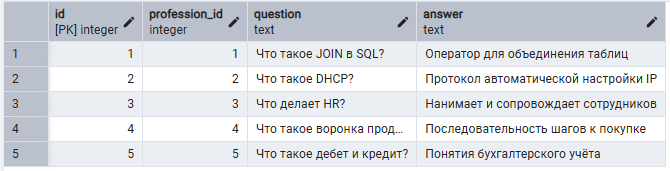 id profession_id question answer
[PK] integer integer text text
1 1 1 Что такое JOIN в SQL? Оператор для объединения таблиц
2 2 2 Что такое DHCP? Протокол автоматической настройки IP
3 3 3 Что делает HR? Нанимает и сопровождает сотрудников
4 4 4 Что такое воронка прод... Последовательность шагов к покупке
5 5 5 Что такое дебет и кредит? Понятия бухгалтерского учёта